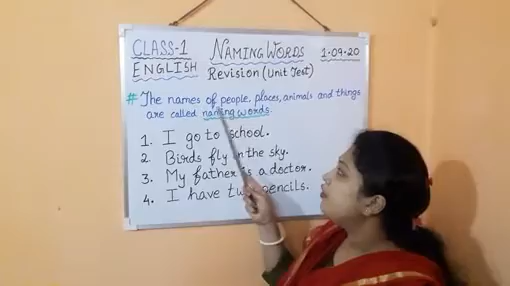 CLASS-1 NAMING WORDS 1·09·20
ENGLISH Revision (Unit Test)
# The names of people, places, animals and things
are called naming words.
1. I go to school.
2. Birds fly in the sky.
3. My father is a doctor.
4. I have two pencils.